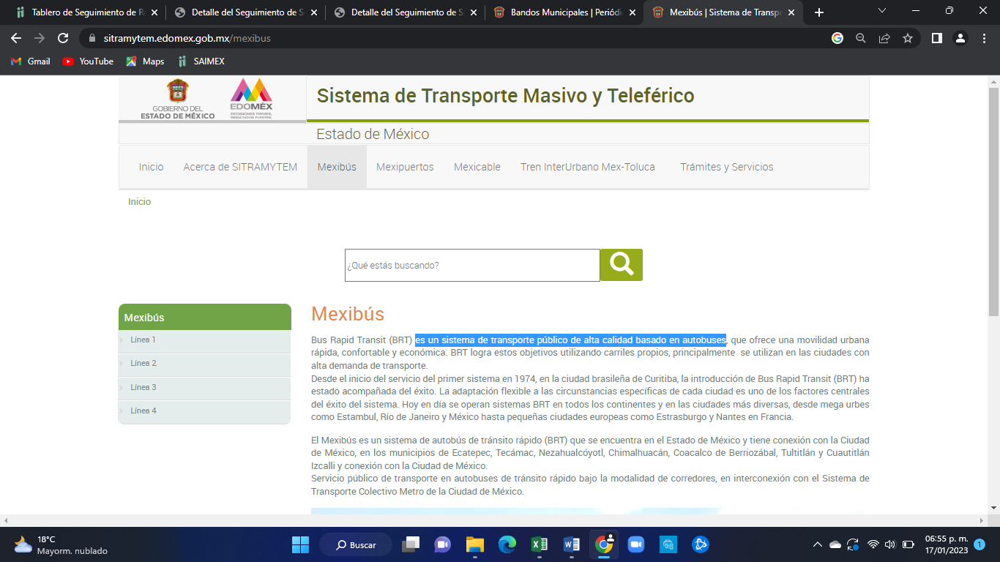 Tablero de Seguimiento de
Detalle del Seguimiento de S
Detalle del Seguimiento de S
Bandos Municipales | Periódi
Mexibús | Sistema de Transpo
sitramytem.edomex.gob.mx/mexibus
Gmail
YouTube
Maps
SAIMEX
GOBIERNO DEL
ESTADO DE MÉXICO
EDOMÉX
DECISIONES FIRMES,
RESULTADOS FUERTES.
Sistema de Transporte Masivo y Teleférico
Estado de México
Inicio
Acerca de SITRAMYTEM
Mexibús
Mexipuertos
Mexicable
Tren InterUrbano Mex-Toluca
Trámites y Servicios
Inicio
¿Qué estás buscando?
Mexibús
Línea 1
Línea 2
Línea 3
Línea 4
Mexibús
Bus Rapid Transit (BRT) es un sistema de transporte público de alta calidad basado en autobuses, que ofrece una movilidad urbana
rápida, confortable y económica. BRT logra estos objetivos utilizando carriles propios, principalmente se utilizan en las ciudades con
alta demanda de transporte.
Desde el inicio del servicio del primer sistema en 1974, en la ciudad brasileña de Curitiba, la introducción de Bus Rapid Transit (BRT) ha
estado acompañada del éxito. La adaptación flexible a las circunstancias específicas de cada ciudad es uno de los factores centrales
del éxito del sistema. Hoy en día se operan sistemas BRT en todos los continentes y en las ciudades más diversas, desde mega urbes
como Estambul, Río de Janeiro y México hasta pequeñas ciudades europeas como Estrasburgo y Nantes en Francia.
El Mexibús es un sistema de autobús de tránsito rápido (BRT) que se encuentra en el Estado de México y tiene conexión con la Ciudad
de México, en los municipios de Ecatepec, Tecámac, Nezahualcóyotl, Chimalhuacán, Coacalco de Berriozábal, Tultitlán y Cuautitlán
Izcalli y conexión con la Ciudad de México.
Servicio público de transporte en autobuses de tránsito rápido bajo la modalidad de corredores, en interconexión con el Sistema de
Transporte Colectivo Metro de la Ciudad de México.
18°C
Mayorm. nublado
Buscar
06:55 p. m.
17/01/2023
1